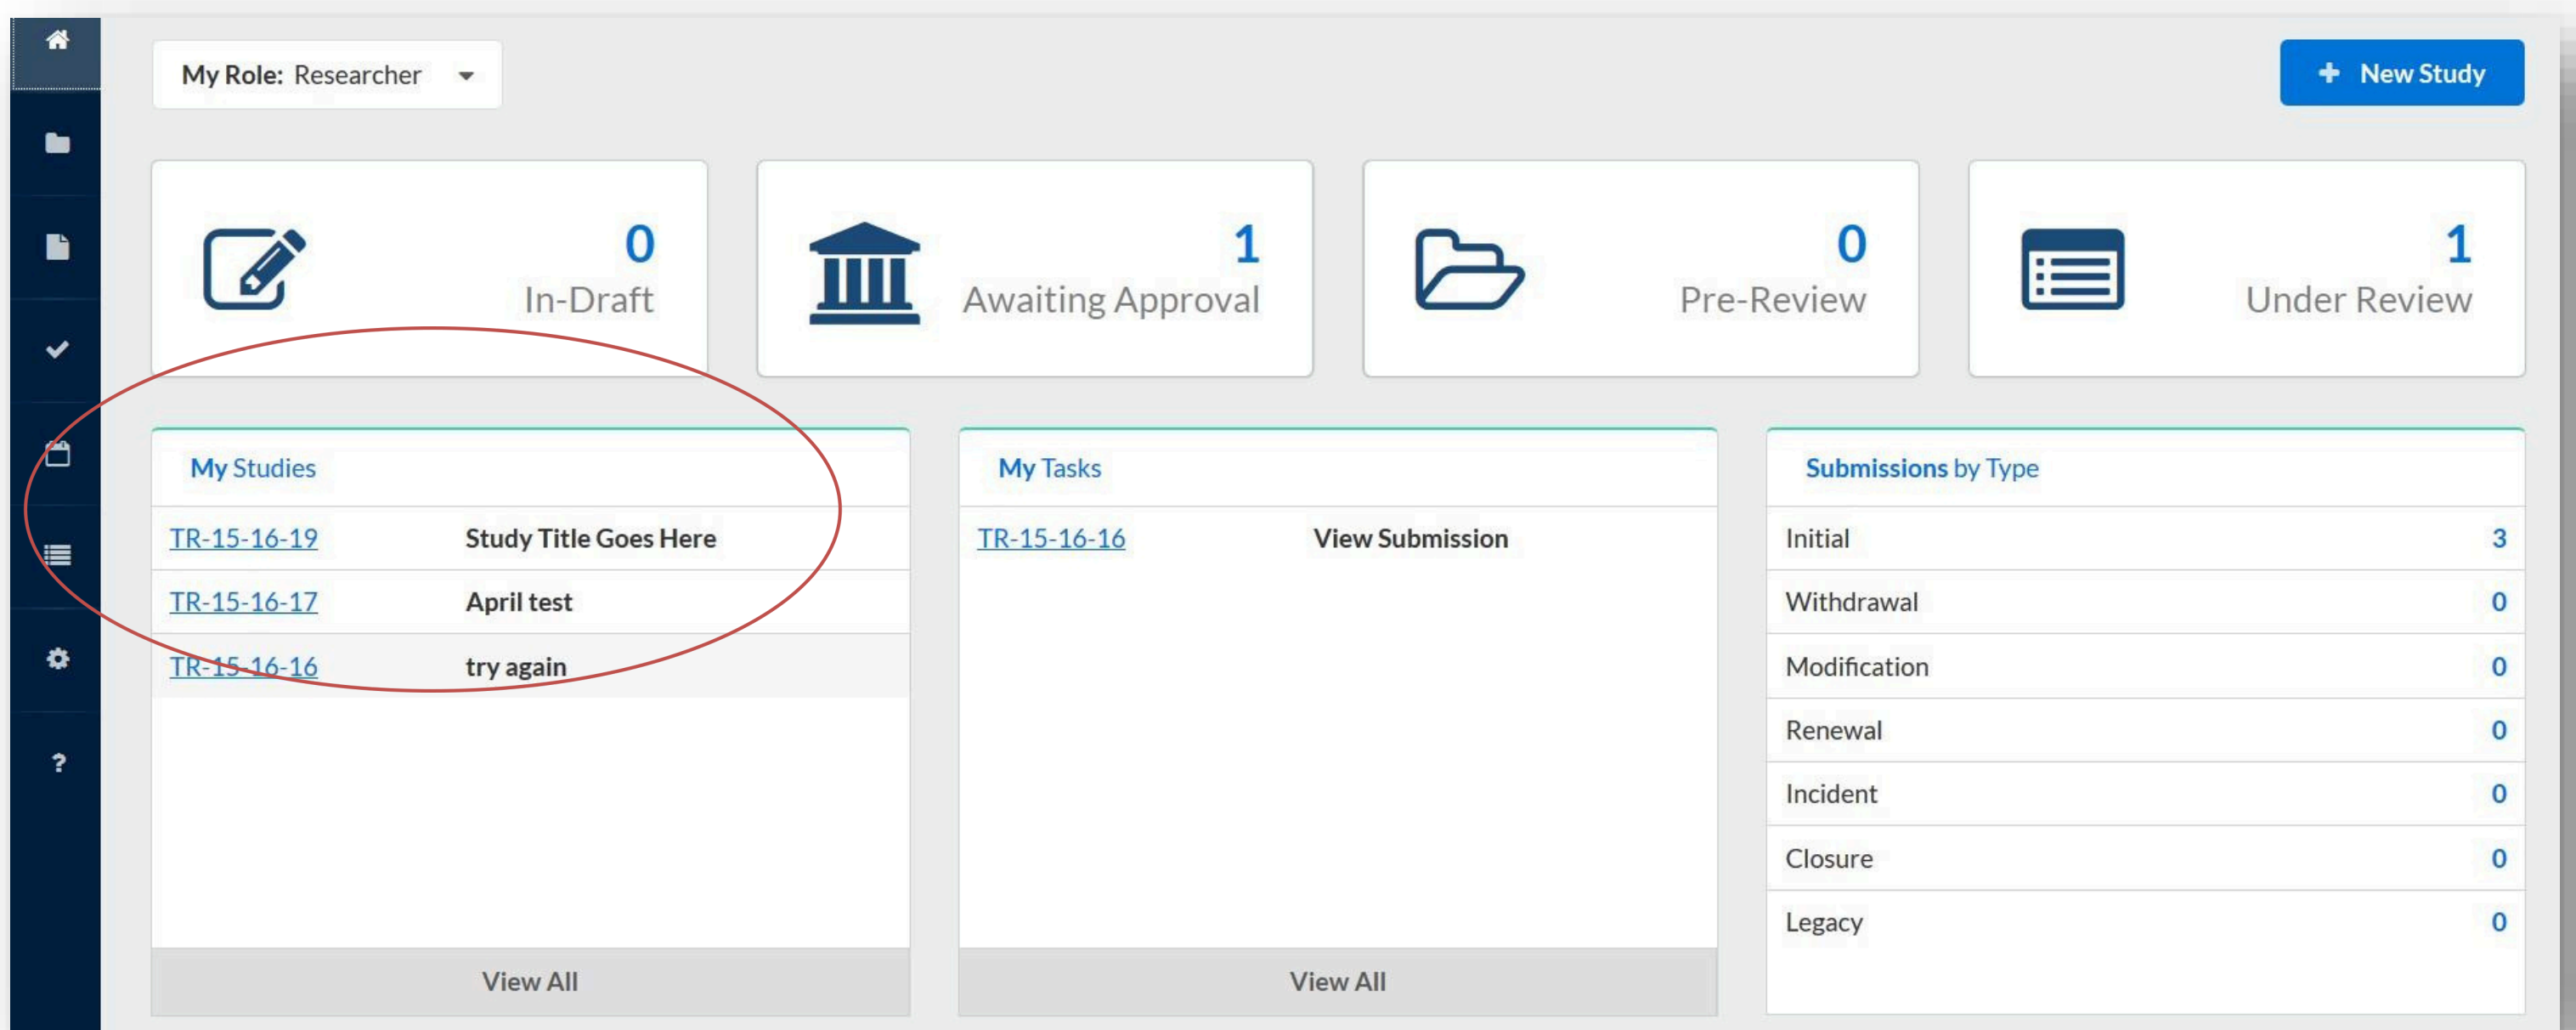 My Role: Researcher
+ New Study
0
In-Draft
1
Awaiting Approval
0
Pre-Review
1
Under Review
My Studies
TR-15-16-19 Study Title Goes Here
TR-15-16-17 April test
TR-15-16-16 try again
View All
My Tasks
TR-15-16-16 View Submission
View All
Submissions by Type
Initial 3
Withdrawal 0
Modification 0
Renewal 0
Incident 0
Closure 0
Legacy 0
?